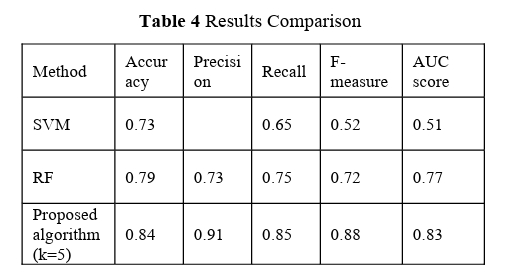 Table 4 Results Comparison
Method Accur Precisi Recall F- AUC
acy on measure score
SVM 0.73 0.65 0.52 0.51
RF 0.79 0.73 0.75 0.72 0.77
Proposed
algorithm 0.84 0.91 0.85 0.88 0.83
(k=5)